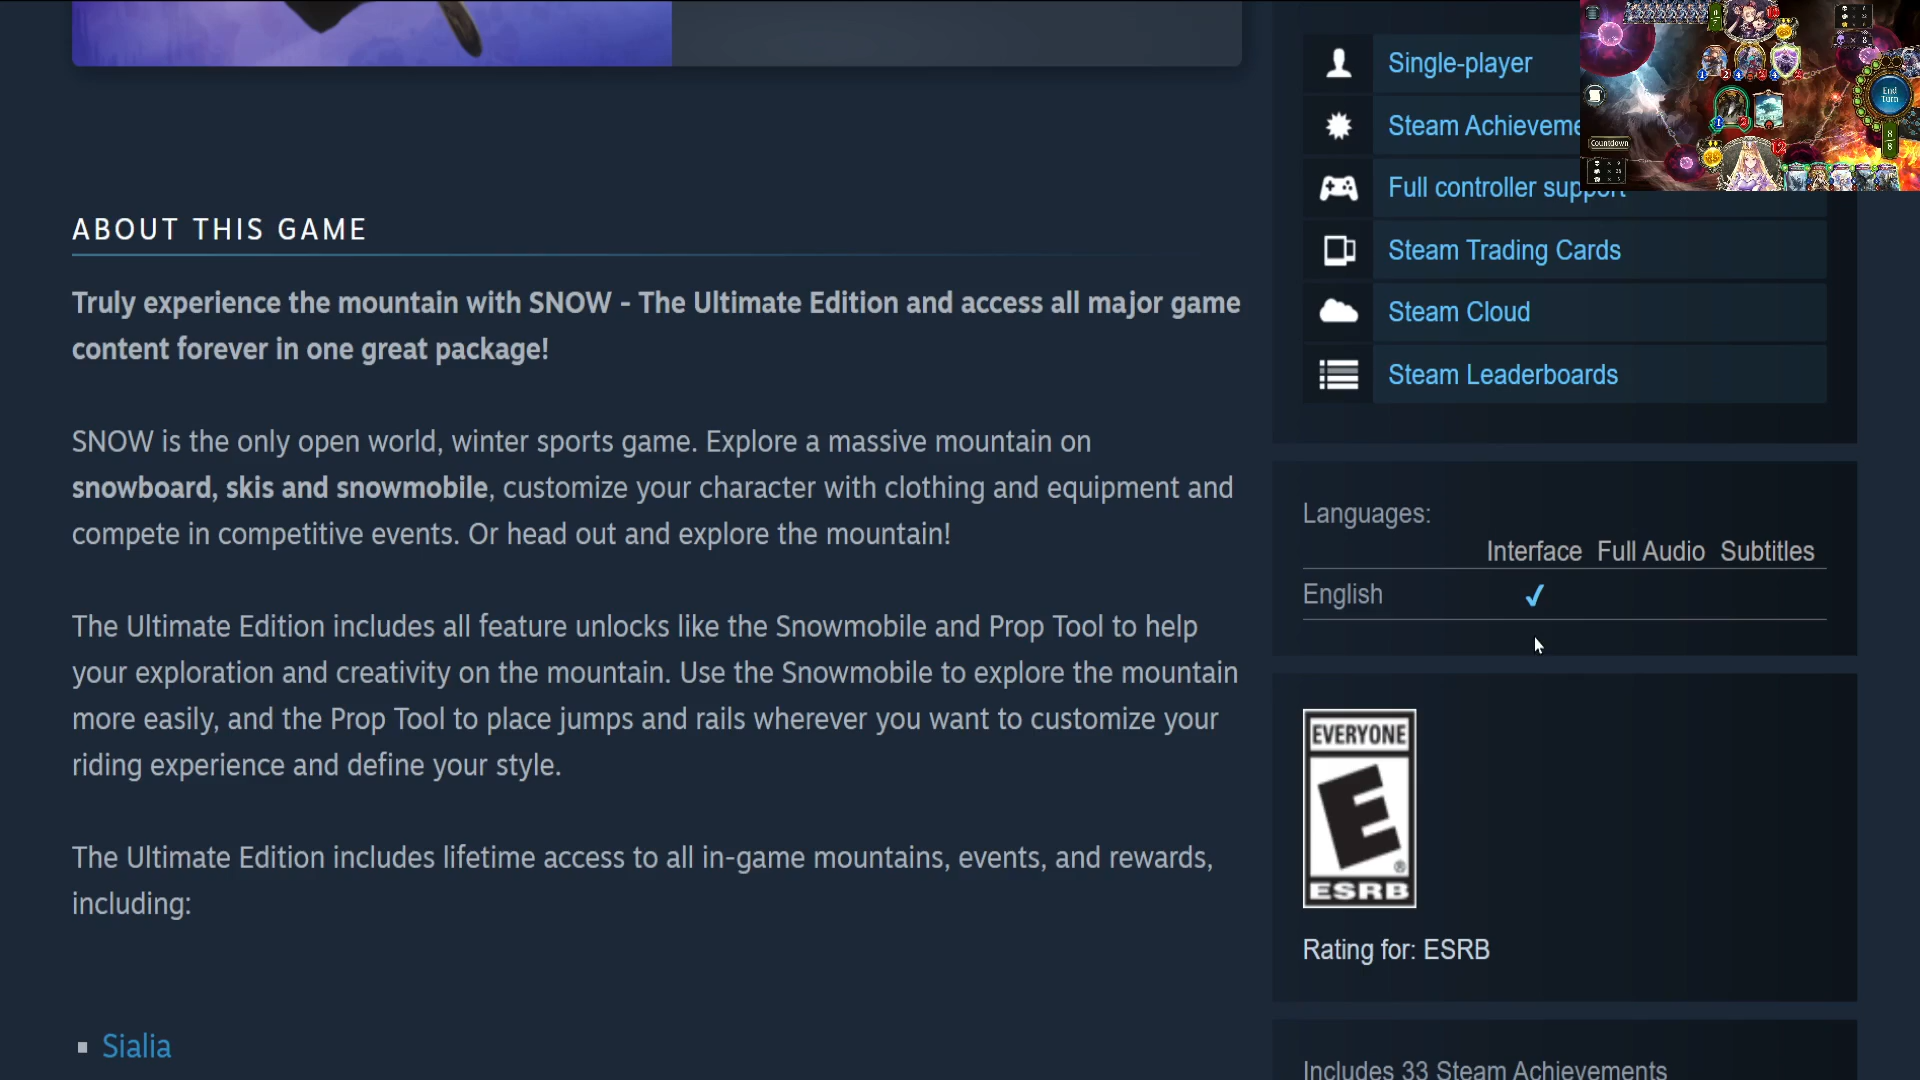 Single-player
Steam Achieveme
Full controller support
Steam Trading Cards
Steam Cloud
Steam Leaderboards
End
Turn
8
8
Countdown
ABOUT THIS GAME
Truly experience the mountain with SNOW - The Ultimate Edition and access all major game
content forever in one great package!
SNOW is the only open world, winter sports game. Explore a massive mountain on
snowboard, skis and snowmobile, customize your character with clothing and equipment and
compete in competitive events. Or head out and explore the mountain!
The Ultimate Edition includes all feature unlocks like the Snowmobile and Prop Tool to help
your exploration and creativity on the mountain. Use the Snowmobile to explore the mountain
more easily, and the Prop Tool to place jumps and rails wherever you want to customize your
riding experience and define your style.
The Ultimate Edition includes lifetime access to all in-game mountains, events, and rewards,
including:
Sialia
Languages:
Interface Full Audio Subtitles
English ✓
EVERYONE
E
ESRB
Rating for: ESRB
Includes 33 Steam Achievements